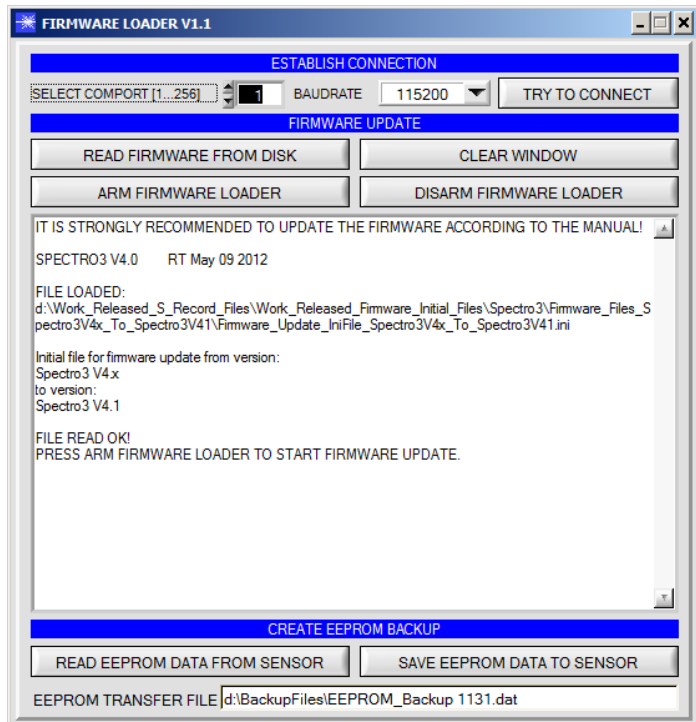 FIRMWARE LOADER V1.1
ESTABLISH CONNECTION
SELECT COMPORT [1...256] 1 BAUDRATE 115200 TRY TO CONNECT
FIRMWARE UPDATE
READ FIRMWARE FROM DISK CLEAR WINDOW
ARM FIRMWARE LOADER DISARM FIRMWARE LOADER
IT IS STRONGLY RECOMMENDED TO UPDATE THE FIRMWARE ACCORDING TO THE MANUAL!
SPECTRO3 V4.0 RT May 09 2012
FILE LOADED:
d:\Work_Released_S_Record_Files\Work_Released_Firmware_Initial_Files\Spectro3\Firmware_Files_S
pectro3V4x_To_Spectro3V41\Firmware_Update_IniFile_Spectro3V4x_To_Spectro3V41.ini
Initial file for firmware update from version:
Spectro3 V4.x
to version:
Spectro3 V4.1
FILE READ OK!
PRESS ARM FIRMWARE LOADER TO START FIRMWARE UPDATE.
CREATE EEPROM BACKUP
READ EEPROM DATA FROM SENSOR SAVE EEPROM DATA TO SENSOR
EEPROM TRANSFER FILE d:\BackupFiles\EEPROM_Backup 1131.dat